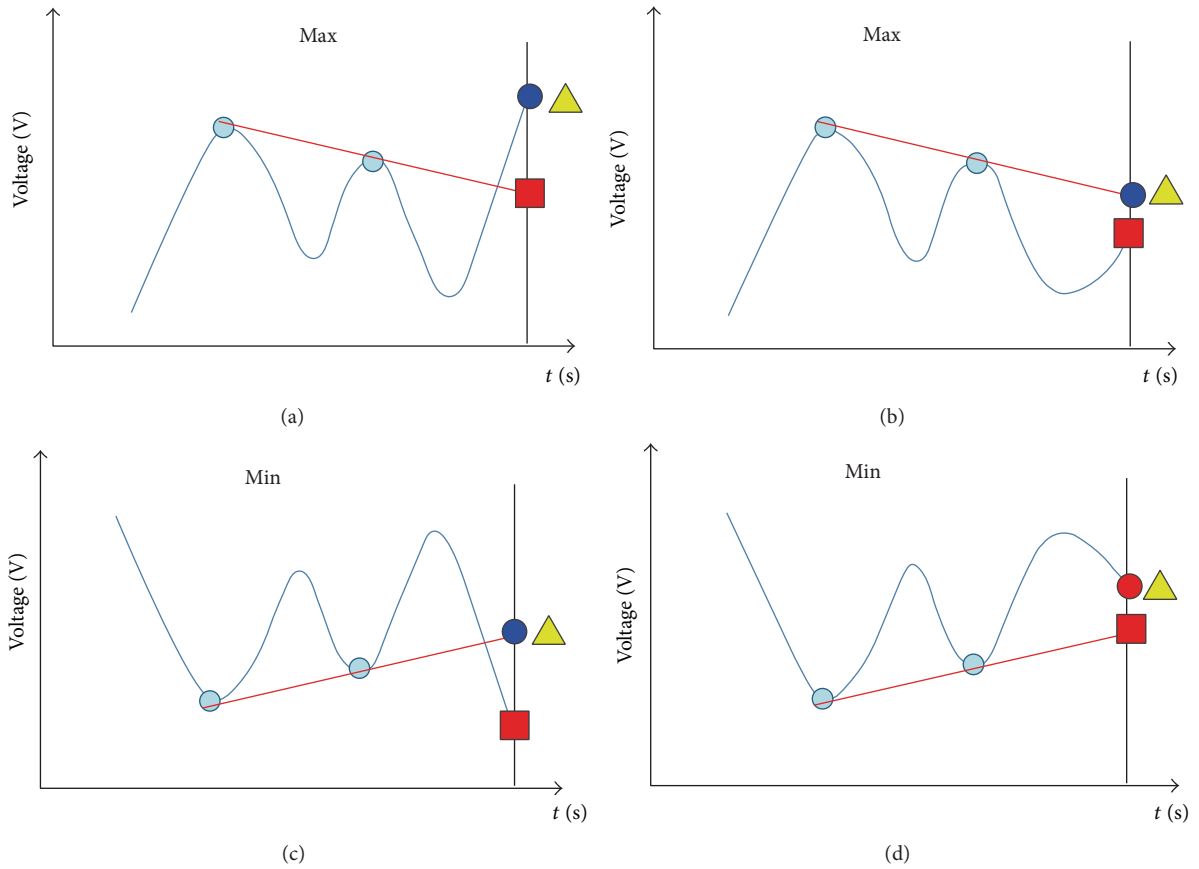 Max
Voltage (V)
t (s)
(a)
Max
Voltage (V)
t (s)
(b)
Min
Voltage (V)
t (s)
(c)
Min
Voltage (V)
t (s)
(d)